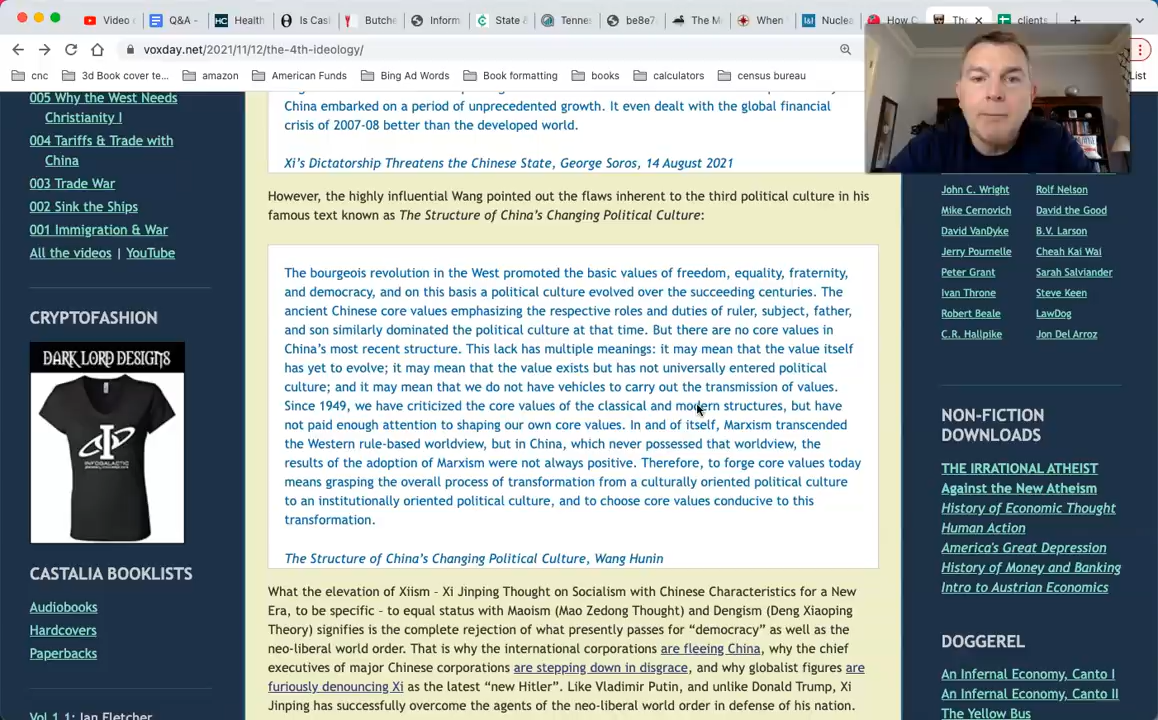 Video
Q&A -
Health
Is Cas
Butche
Inform
State &
Tennes
be8e7
The M
When
Nuclea
How C
The
clients
voxday.net/2021/11/12/the-4th-ideology/
cnc
3d Book cover te...
amazon
American Funds
Bing Ad Words
Book formatting
books
calculators
census bureau
List
005 Why the West Needs
Christianity I
004 Tariffs & Trade with
China
003 Trade War
002 Sink the Ships
001 Immigration & War
All the videos | YouTube
CRYPTOFASHION
DARK LORD DESIGNS
INFOGALACTIC
CASTALIA BOOKLISTS
Audiobooks
Hardcovers
Paperbacks
Vol 1.1: Ian Fletcher
China embarked on a period of unprecedented growth. It even dealt with the global financial
crisis of 2007-08 better than the developed world.
Xi's Dictatorship Threatens the Chinese State, George Soros, 14 August 2021
However, the highly influential Wang pointed out the flaws inherent to the third political culture in his
famous text known as The Structure of China's Changing Political Culture:
The bourgeois revolution in the West promoted the basic values of freedom, equality, fraternity,
and democracy, and on this basis a political culture evolved over the succeeding centuries. The
ancient Chinese core values emphasizing the respective roles and duties of ruler, subject, father,
and son similarly dominated the political culture at that time. But there are no core values in
China's most recent structure. This lack has multiple meanings: it may mean that the value itself
has yet to evolve; it may mean that the value exists but has not universally entered political
culture; and it may mean that we do not have vehicles to carry out the transmission of values.
Since 1949, we have criticized the core values of the classical and modern structures, but have
not paid enough attention to shaping our own core values. In and of itself, Marxism transcended
the Western rule-based worldview, but in China, which never possessed that worldview, the
results of the adoption of Marxism were not always positive. Therefore, to forge core values today
means grasping the overall process of transformation from a culturally oriented political culture
to an institutionally oriented political culture, and to choose core values conducive to this
transformation.
The Structure of China's Changing Political Culture, Wang Hunin
What the elevation of Xiism - Xi Jinping Thought on Socialism with Chinese Characteristics for a New
Era, to be specific - to equal status with Maoism (Mao Zedong Thought) and Dengism (Deng Xiaoping
Theory) signifies is the complete rejection of what presently passes for "democracy" as well as the
neo-liberal world order. That is why the international corporations are fleeing China, why the chief
executives of major Chinese corporations are stepping down in disgrace, and why globalist figures are
furiously denouncing Xi as the latest "new Hitler". Like Vladimir Putin, and unlike Donald Trump, Xi
Jinping has successfully overcome the agents of the neo-liberal world order in defense of his nation.
John C. Wright Rolf Nelson
Mike Cernovich David the Good
David VanDyke B.V. Larson
Jerry Pournelle Cheah Kai Wai
Peter Grant Sarah Salviander
Ivan Throne Steve Keen
Robert Beale LawDog
C.R. Hallpike Jon Del Arroz
NON-FICTION
DOWNLOADS
THE IRRATIONAL ATHEIST
Against the New Atheism
History of Economic Thought
Human Action
America's Great Depression
History of Money and Banking
Intro to Austrian Economics
DOGGEREL
An Infernal Economy, Canto I
An Infernal Economy, Canto II
The Yellow Bus